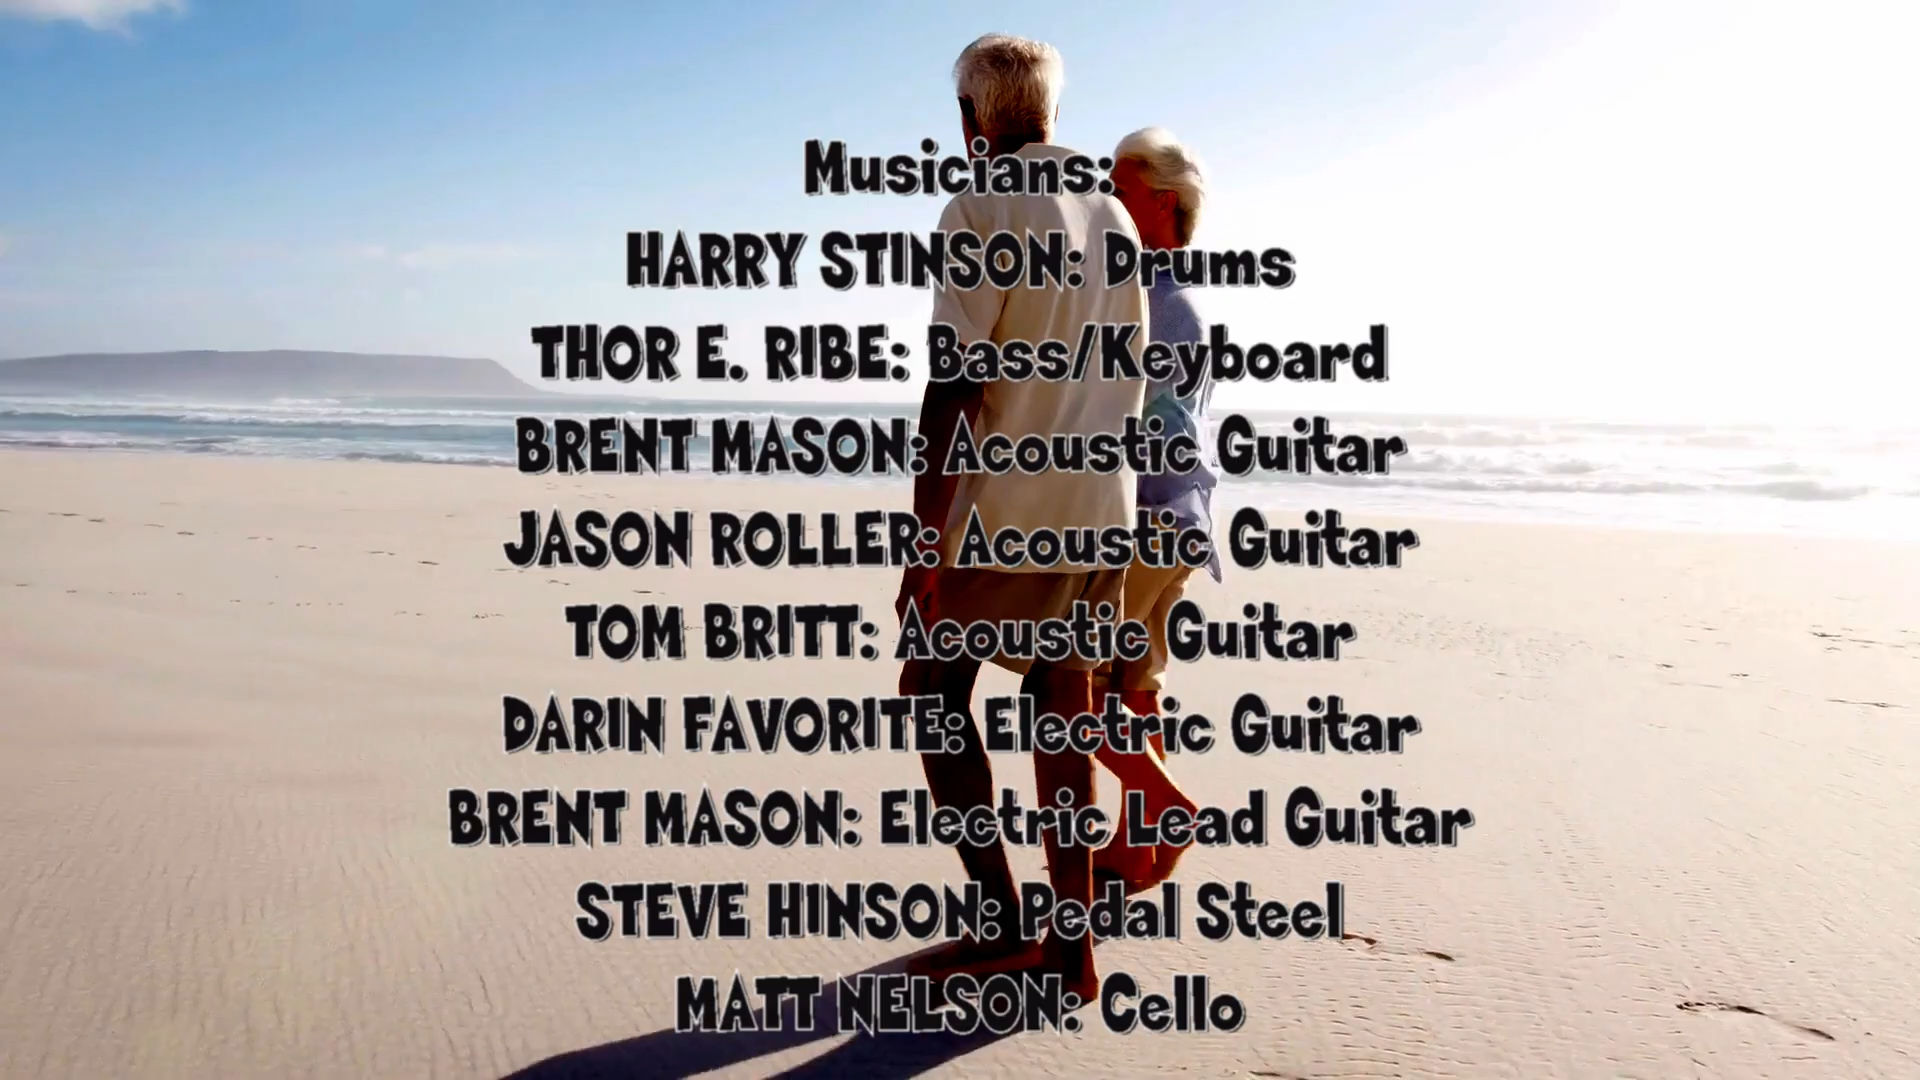 Musicians:
HARRY STINSON: Drums
THOR E. RIBE: Bass/Keyboard
BRENT MASON: Acoustic Guitar
JASON ROLLER: Acoustic Guitar
TOM BRITT: Acoustic Guitar
DARIN FAVORITE: Electric Guitar
BRENT MASON: Electric Lead Guitar
STEVE HINSON: Pedal Steel
MATT NELSON: Cello